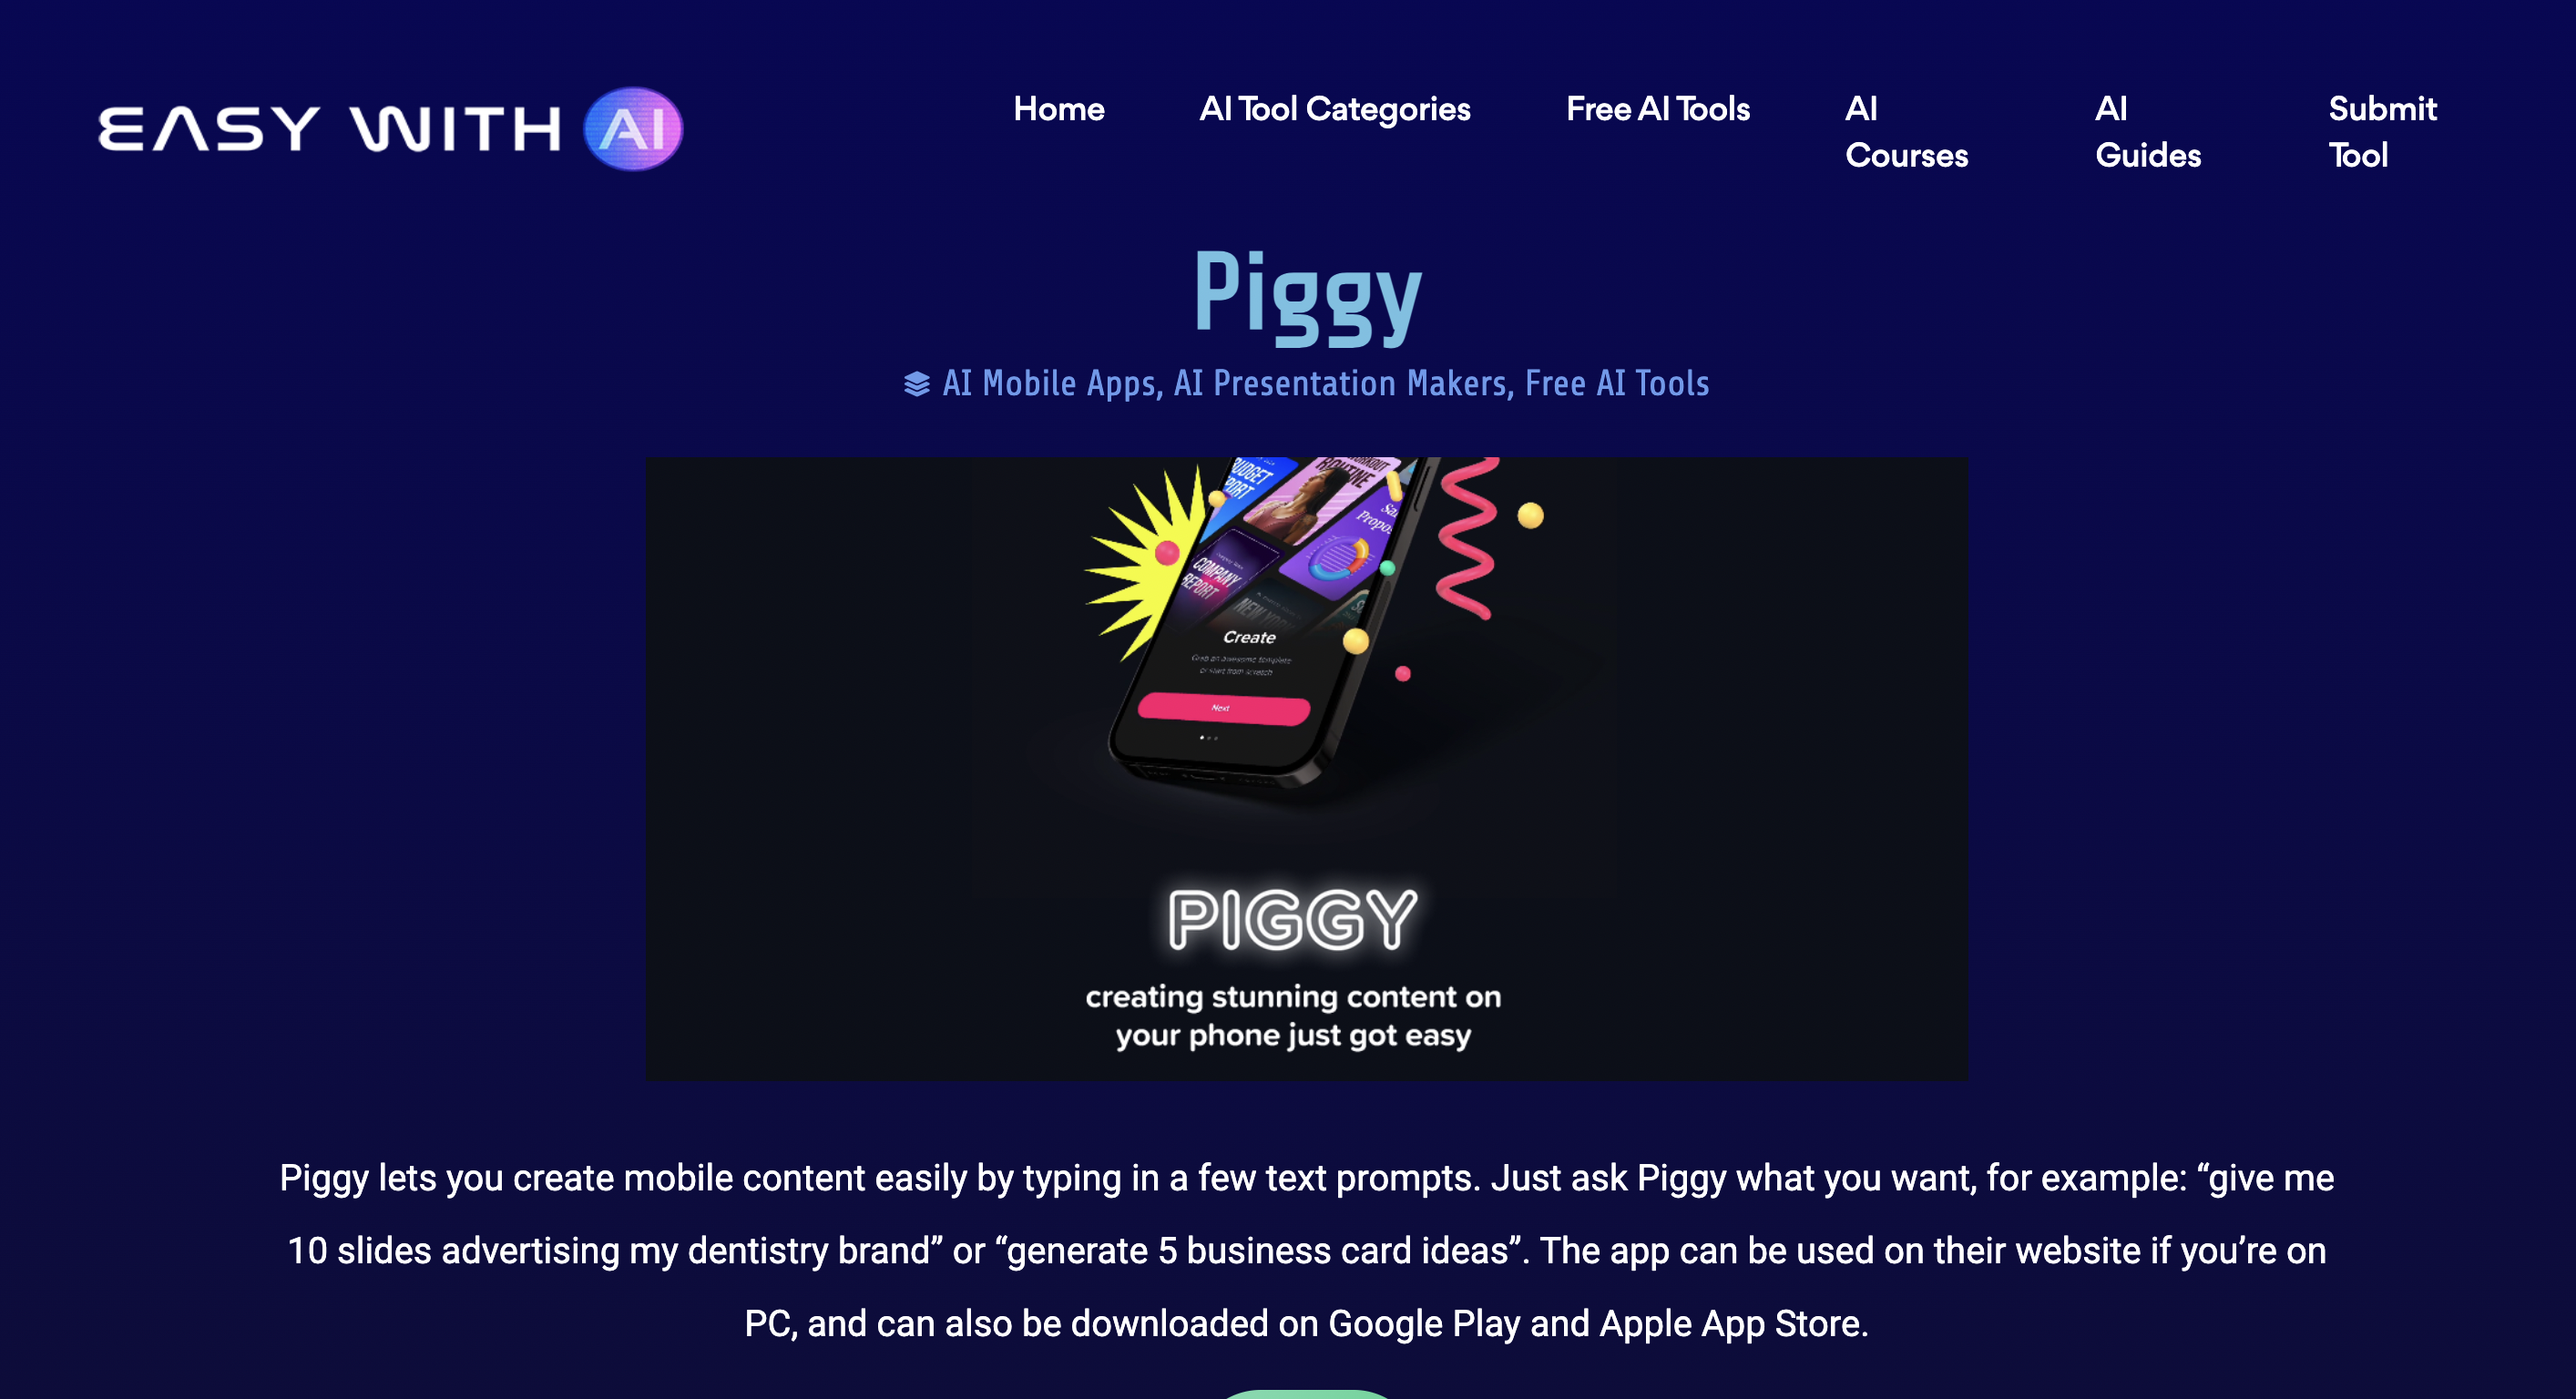 EASY WITH AI
Home
AI Tool Categories
Free AI Tools
AI
Courses
AI
Guides
Submit
Tool
Piggy
AI Mobile Apps, AI Presentation Makers, Free AI Tools
ROUTINE
COMPANY
REPORT
NEW YORK
Create
Grab an awesome template
or start from scratch
Next
PIGGY
creating stunning content on
your phone just got easy
Piggy lets you create mobile content easily by typing in a few text prompts. Just ask Piggy what you want, for example: “give me
10 slides advertising my dentistry brand” or “generate 5 business card ideas”. The app can be used on their website if you’re on
PC, and can also be downloaded on Google Play and Apple App Store.